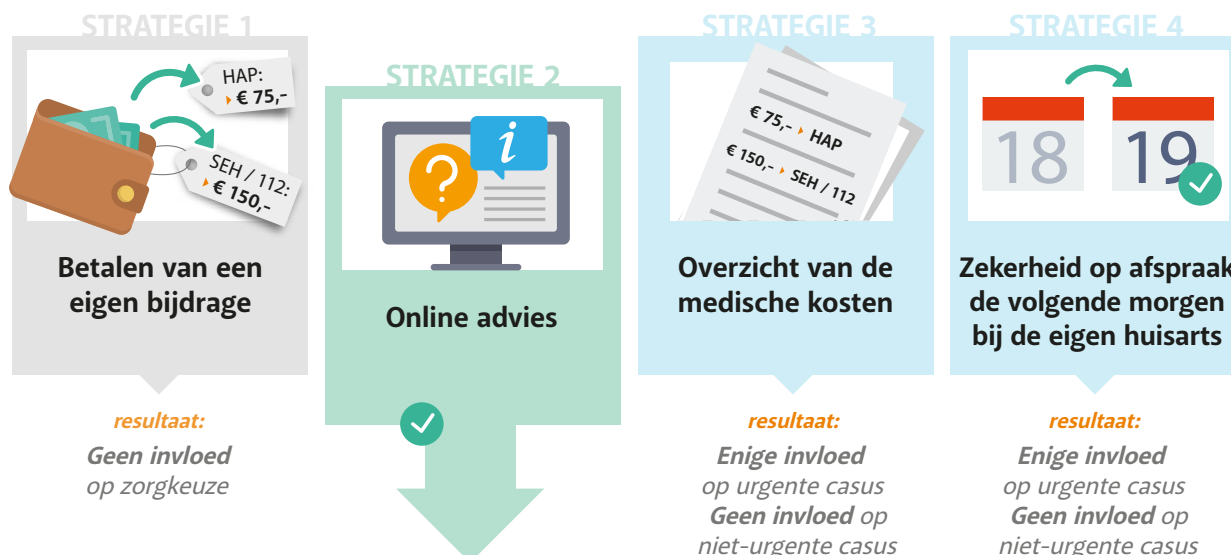 STRATEGIE 1
HAP:
€ 75,-
SEH / 112:
€ 150,-
Betalen van een
eigen bijdrage
resultaat:
Geen invloed
op zorgkeuze
STRATEGIE 2
i
?
Online advies
STRATEGIE 3
€ 75,- HAP
€ 150,- SEH / 112
Overzicht van de
medische kosten
resultaat:
Enige invloed
op urgente casus
Geen invloed op
niet-urgente casus
STRATEGIE 4
18
19
Zekerheid op afspraak
de volgende morgen
bij de eigen huisarts
resultaat:
Enige invloed
op urgente casus
Geen invloed op
niet-urgente casus